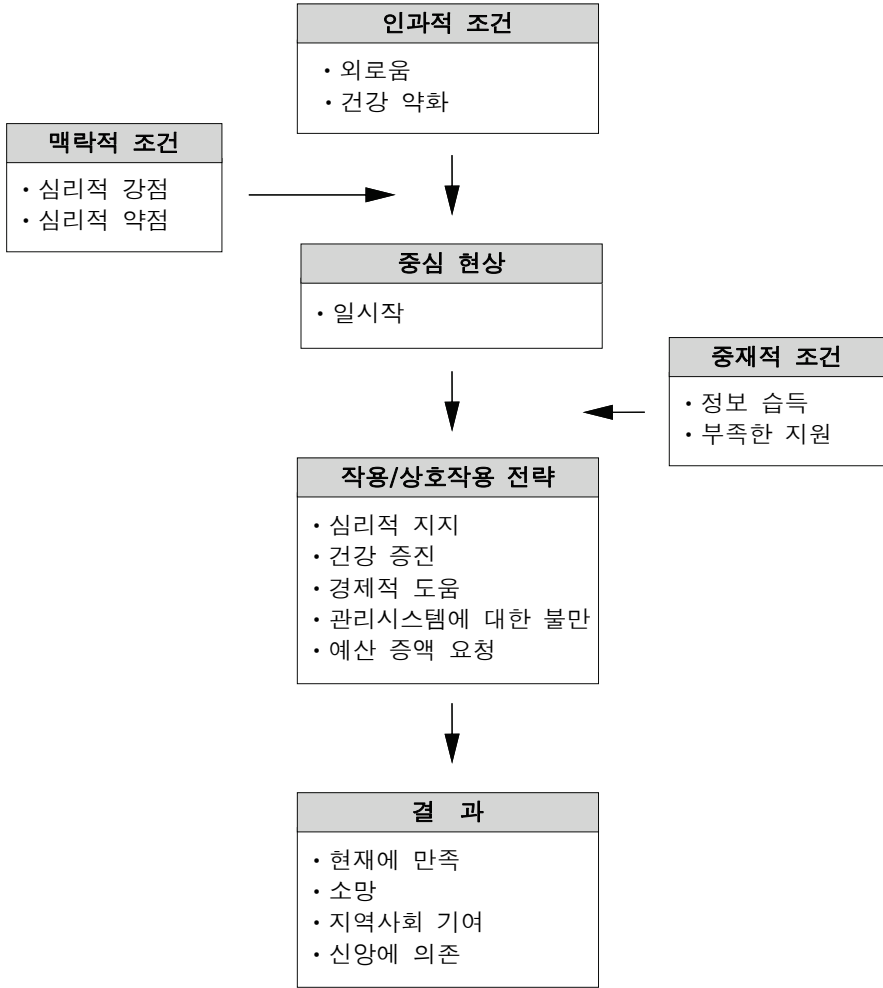 인과적 조건
• 외로움
• 건강 약화
맥락적 조건
• 심리적 강점
• 심리적 약점
중심 현상
• 일시작
중재적 조건
• 정보 습득
• 부족한 지원
작용/상호작용 전략
• 심리적 지지
• 건강 증진
• 경제적 도움
• 관리시스템에 대한 불만
• 예산 증액 요청
결 과
• 현재에 만족
• 소망
• 지역사회 기여
• 신앙에 의존